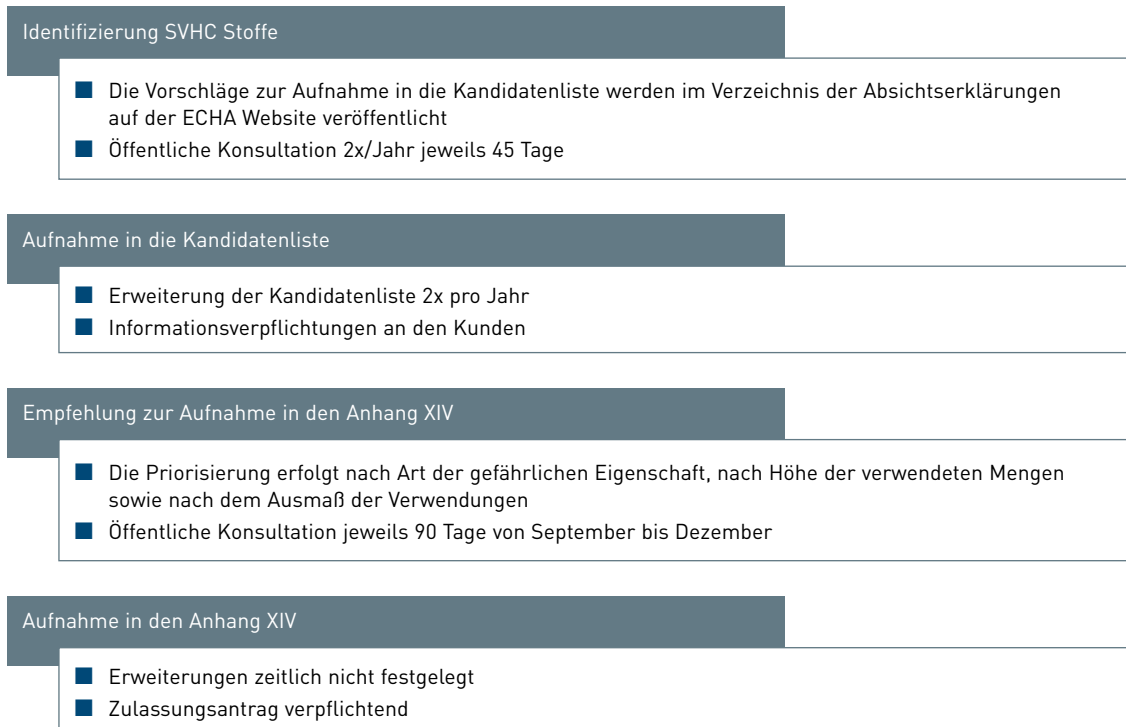 Identifizierung SVHC Stoffe
■ Die Vorschläge zur Aufnahme in die Kandidatenliste werden im Verzeichnis der Absichtserklärungen
auf der ECHA Website veröffentlicht
■ Öffentliche Konsultation 2x/Jahr jeweils 45 Tage
Aufnahme in die Kandidatenliste
■ Erweiterung der Kandidatenliste 2x pro Jahr
■ Informationsverpflichtungen an den Kunden
Empfehlung zur Aufnahme in den Anhang XIV
■ Die Priorisierung erfolgt nach Art der gefährlichen Eigenschaft, nach Höhe der verwendeten Mengen
sowie nach dem Ausmaß der Verwendungen
■ Öffentliche Konsultation jeweils 90 Tage von September bis Dezember
Aufnahme in den Anhang XIV
■ Erweiterungen zeitlich nicht festgelegt
■ Zulassungsantrag verpflichtend